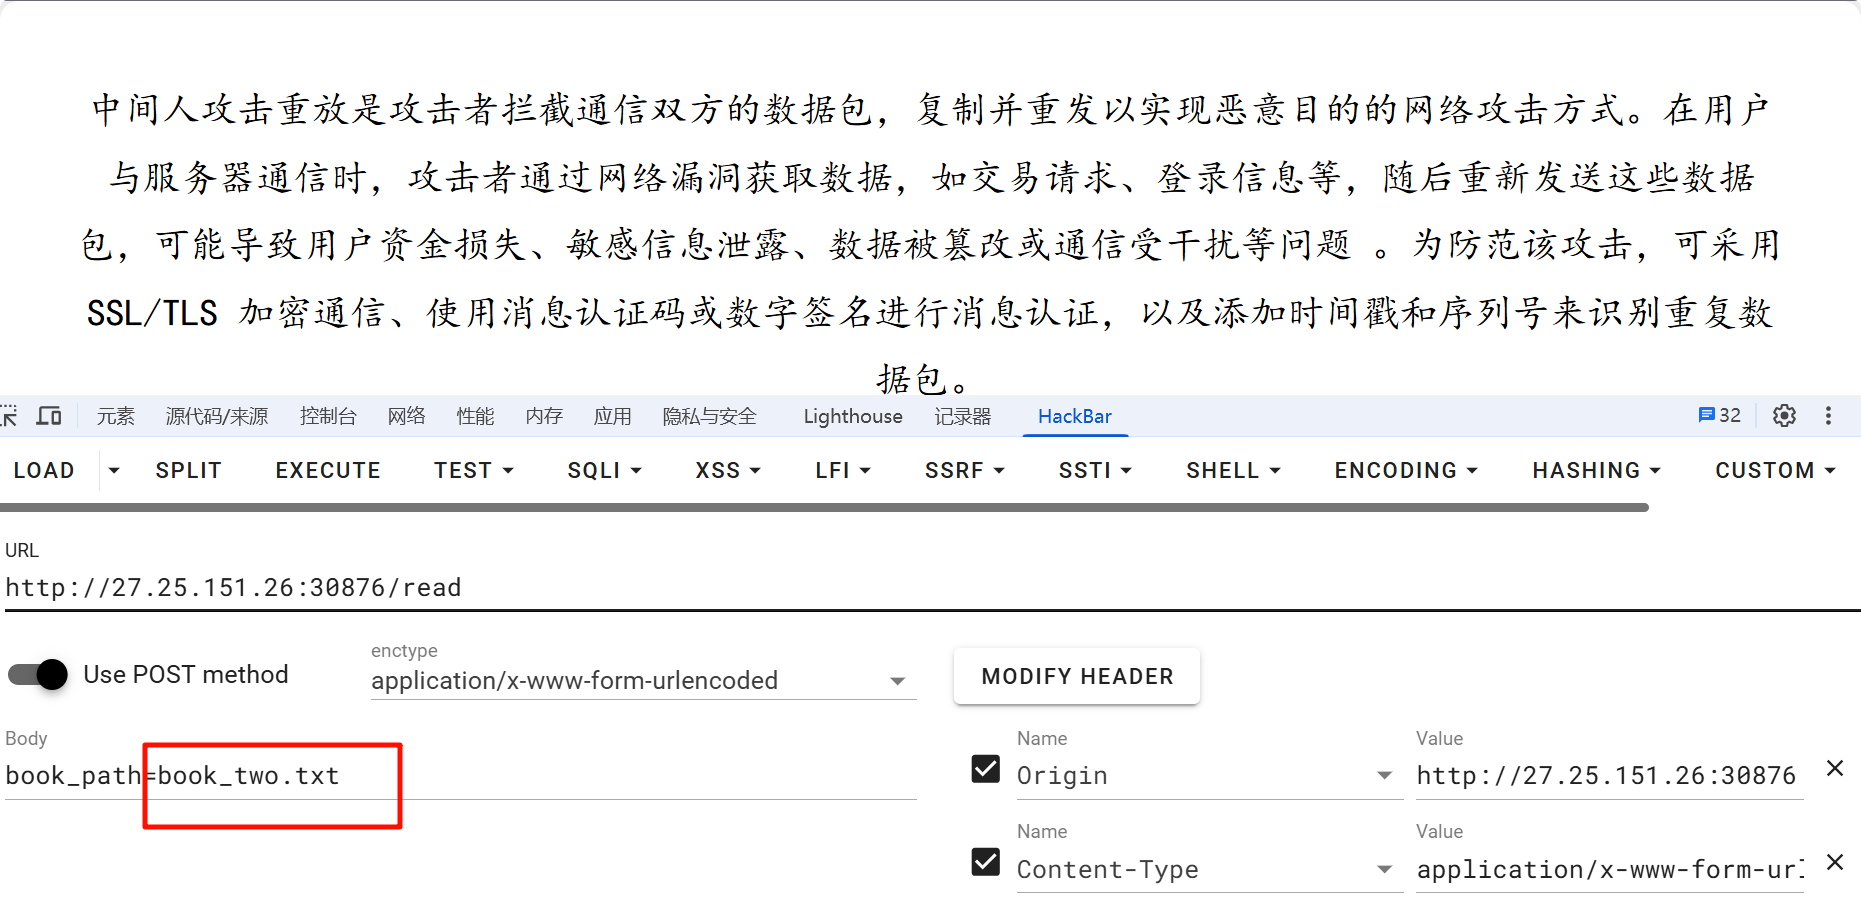 中间人攻击重放是攻击者拦截通信双方的数据包，复制并重发以实现恶意目的的网络攻击方式。在用户
与服务器通信时，攻击者通过网络漏洞获取数据，如交易请求、登录信息等，随后重新发送这些数据
包，可能导致用户资金损失、敏感信息泄露、数据被篡改或通信受干扰等问题 。为防范该攻击，可采用
SSL/TLS 加密通信、使用消息认证码或数字签名进行消息认证，以及添加时间戳和序列号来识别重复数
据包。
元素 源代码/来源 控制台 网络 性能 内存 应用 隐私与安全 Lighthouse 记录器 HackBar 32
LOAD SPLIT EXECUTE TEST SQLI XSS LFI SSRF SSTI SHELL ENCODING HASHING CUSTOM
URL
http://27.25.151.26:30876/read
Use POST method
enctype
application/x-www-form-urlencoded
MODIFY HEADER
Body
book_path=book_two.txt
Name Value
Origin http://27.25.151.26:30876
Name Value
Content-Type application/x-www-form-url